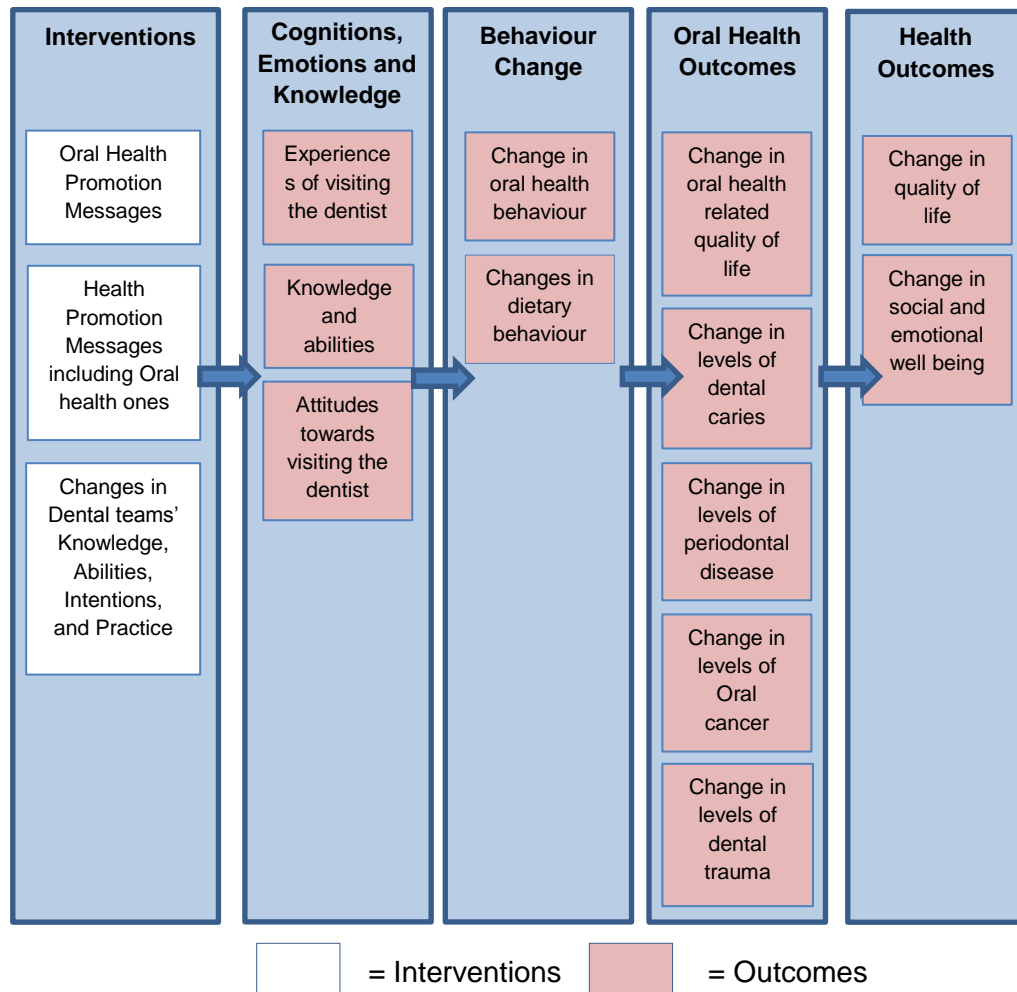 Interventions
Oral Health
Promotion
Messages
Health
Promotion
Messages
including Oral
health ones
Changes in
Dental teams’
Knowledge,
Abilities,
Intentions,
and Practice
Cognitions,
Emotions and
Knowledge
Experience
s of visiting
the dentist
Knowledge
and
abilities
Attitudes
towards
visiting the
dentist
Behaviour
Change
Change in
oral health
behaviour
Changes in
dietary
behaviour
Oral Health
Outcomes
Change in
oral health
related
quality of
life
Change in
levels of
dental
caries
Change in
levels of
periodontal
disease
Change in
levels of
Oral
cancer
Change in
levels of
dental
trauma
Health
Outcomes
Change in
quality of
life
Change in
social and
emotional
well being
= Interventions
= Outcomes